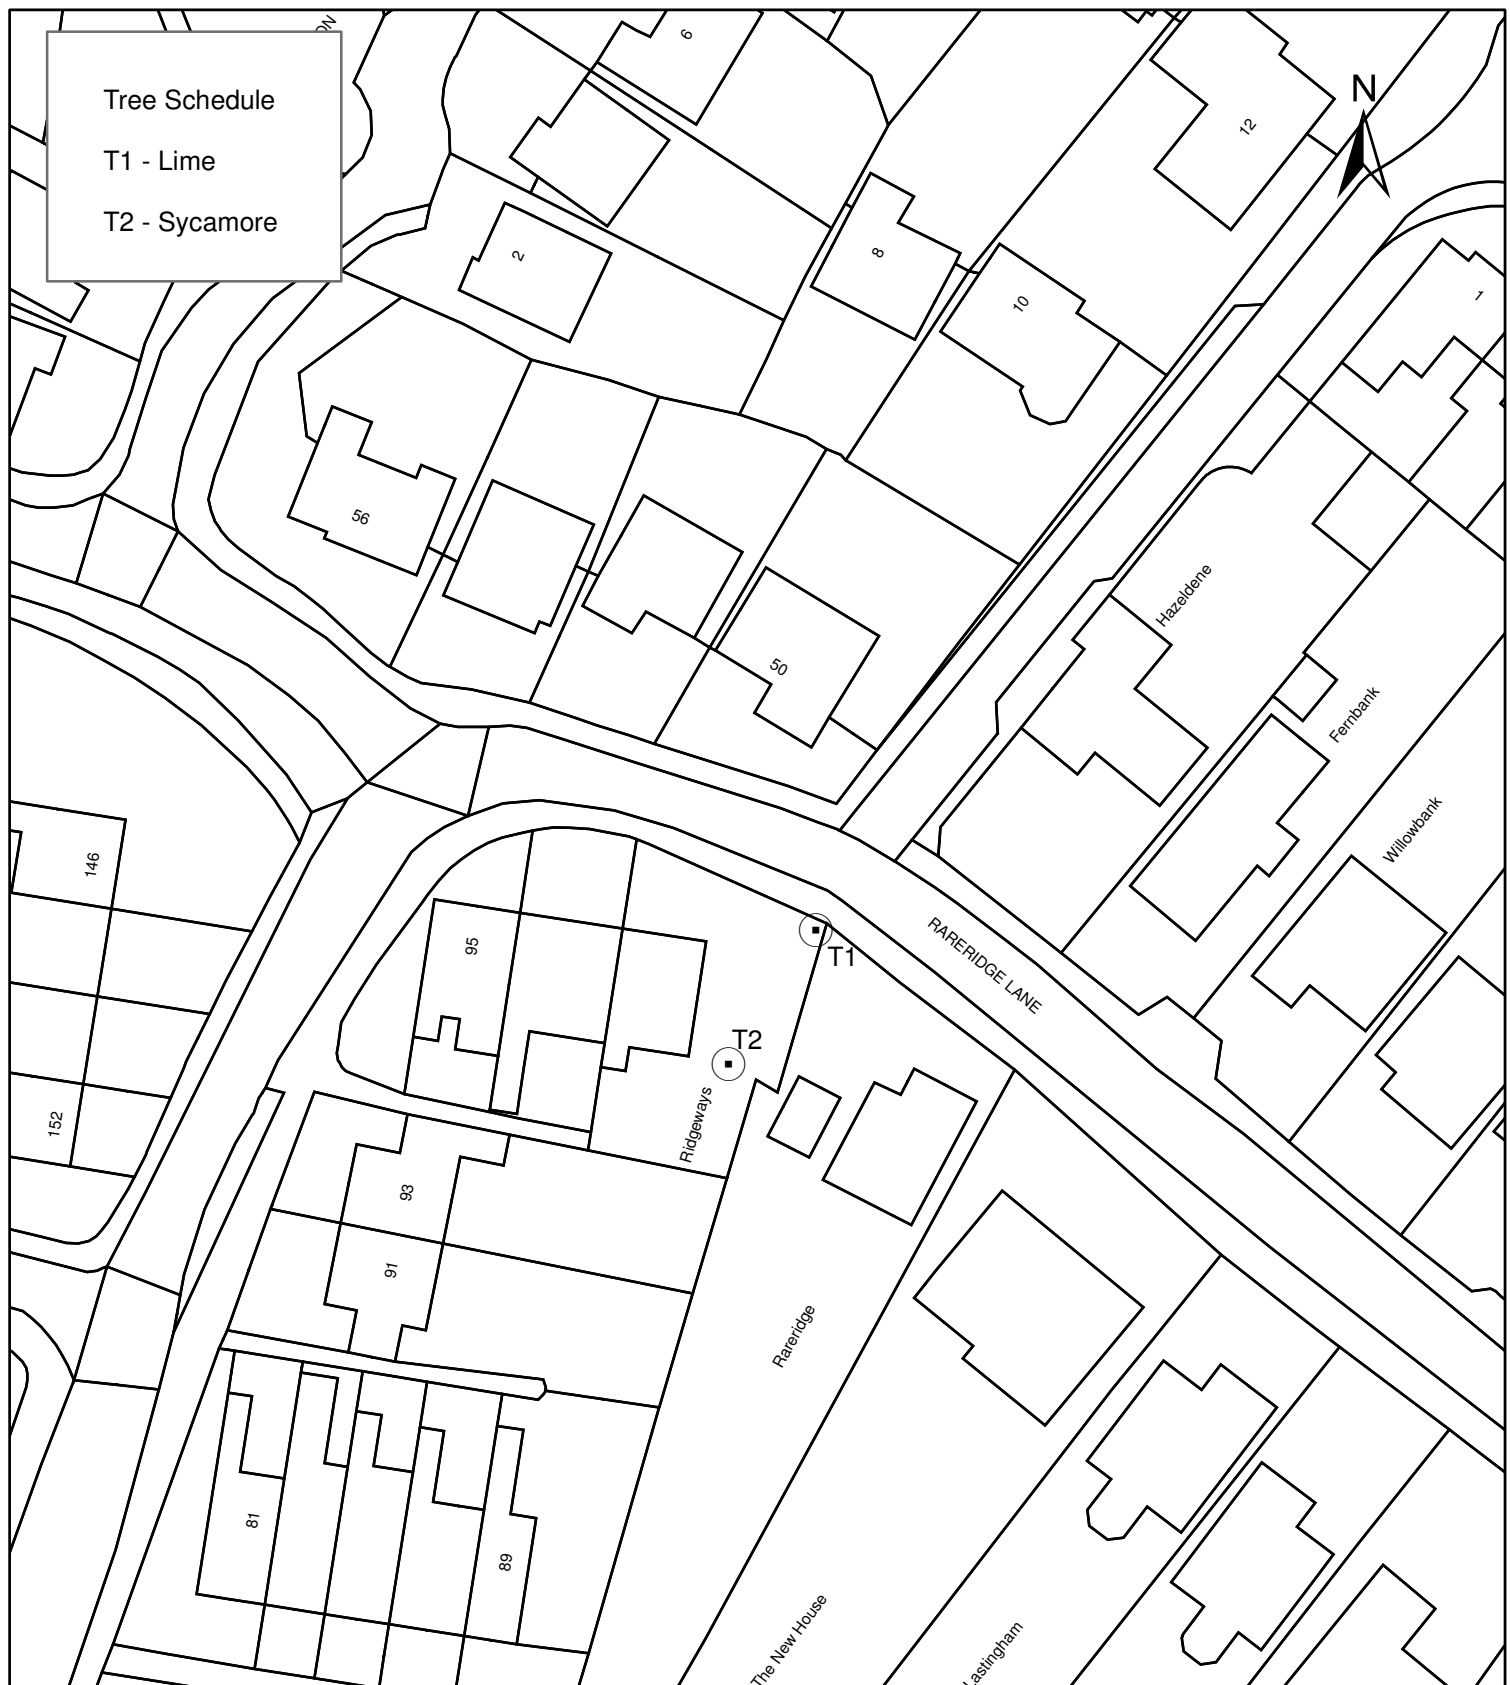 ON
Tree Schedule
T1 - Lime
T2 - Sycamore
6
N
12
2
8
10
1
56
50
Hazeldene
Fernbank
Willowbank
146
95
T1
RARERIDGE LANE
T2
Ridgeways
152
93
91
Rareridge
81
89
The New House
Lastingham